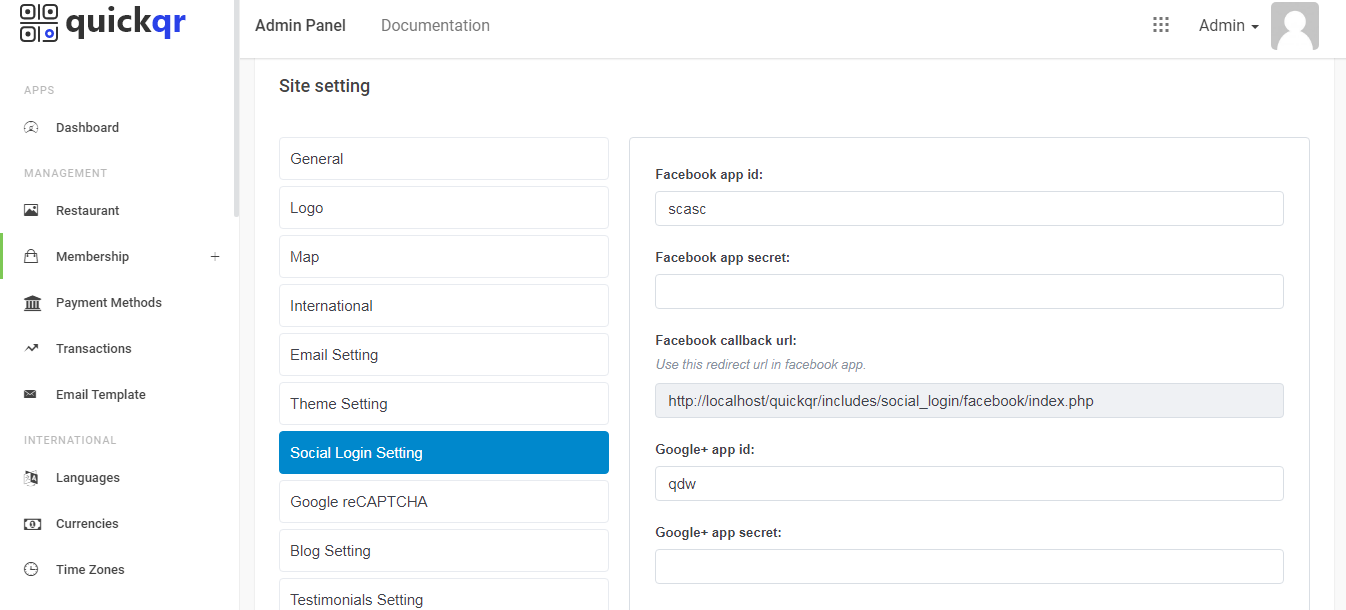 quickqr
Admin Panel
Documentation
Admin
APPS
Dashboard
MANAGEMENT
Restaurant
Membership
+
Payment Methods
Transactions
Email Template
INTERNATIONAL
Languages
Currencies
Time Zones
Site setting
General
Logo
Map
International
Email Setting
Theme Setting
Social Login Setting
Google reCAPTCHA
Blog Setting
Testimonials Setting
Facebook app id:
scasc
Facebook app secret:
Facebook callback url:
Use this redirect url in facebook app.
http://localhost/quickqr/includes/social_login/facebook/index.php
Google+ app id:
qdw
Google+ app secret: